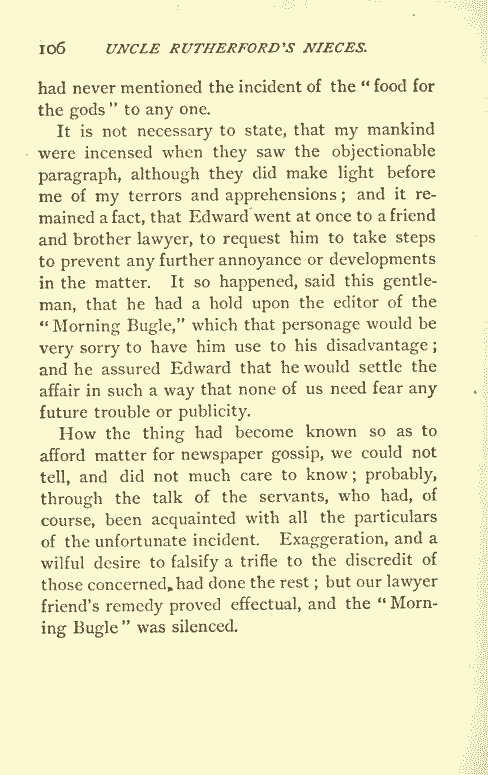 106 UNCLE RUTHERFORD'S NIECES.
had never mentioned the incident of the "food for
the gods" to any one.
It is not necessary to state, that my mankind
were incensed when they saw the objectionable
paragraph, although they did make light before
me of my terrors and apprehensions; and it re-
mained a fact, that Edward went at once to a friend
and brother lawyer, to request him to take steps
to prevent any further annoyance or developments
in the matter. It so happened, said this gentle-
man, that he had a hold upon the editor of the
"Morning Bugle," which that personage would be
very sorry to have him use to his disadvantage;
and he assured Edward that he would settle the
affair in such a way that none of us need fear any
future trouble or publicity.
How the thing had become known so as to
afford matter for newspaper gossip, we could not
tell, and did not much care to know; probably,
through the talk of the servants, who had, of
course, been acquainted with all the particulars
of the unfortunate incident. Exaggeration, and a
wilful desire to falsify a trifle to the discredit of
those concerned, had done the rest; but our lawyer
friend's remedy proved effectual, and the "Morn-
ing Bugle" was silenced.